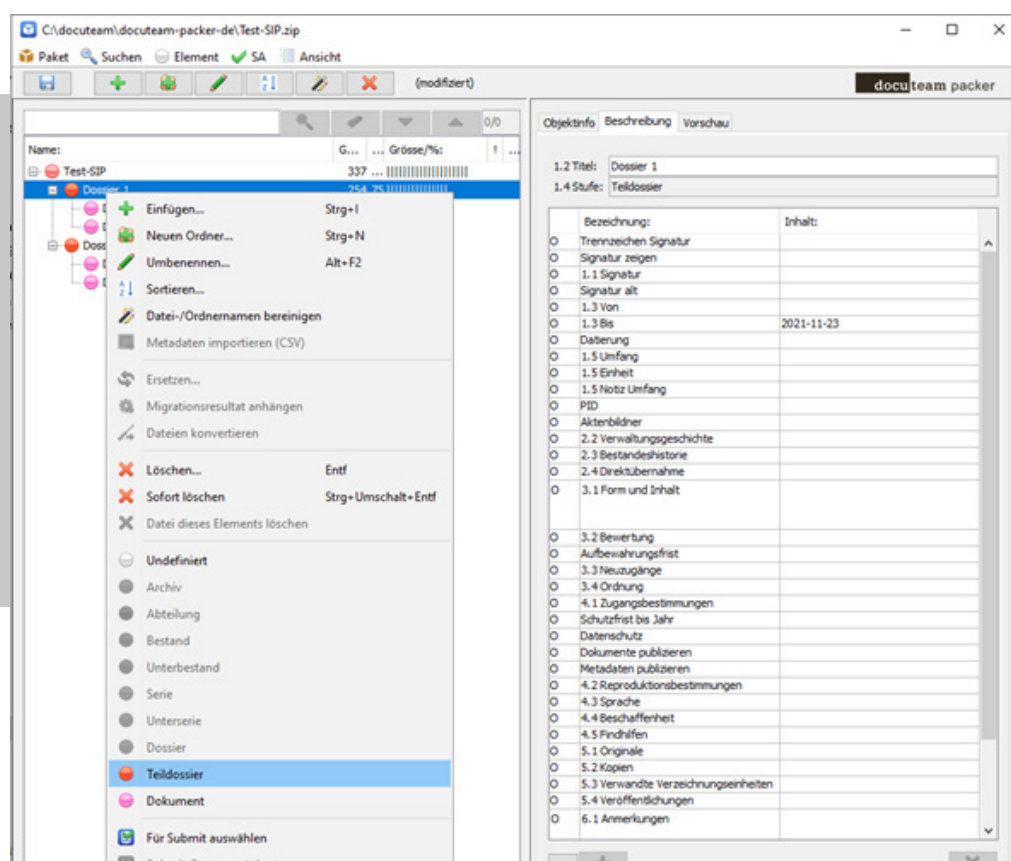 C:\docuteam\docuteam-packer-de\Test-SIP.zip
Paket Suchen Element SA Ansicht
(modifiziert)
docuteam packer
0/0
Name: G... ... Grösse/%: ! ...
Test-SIP 337 ...
Dossier 1 254 75
Doss
Einfügen... Strg+I
Neuen Ordner... Strg+N
Umbenennen... Alt+F2
Sortieren...
Datei-/Ordnernamen bereinigen
Metadaten importieren (CSV)
Ersetzen...
Migrationsresultat anhängen
Dateien konvertieren
Löschen... Entf
Sofort löschen Strg+Umschalt+Entf
Datei dieses Elements löschen
Undefiniert
Archiv
Abteilung
Bestand
Unterbestand
Serie
Unterserie
Dossier
Teildossier
Dokument
Für Submit auswählen
Objektinfo Beschreibung Vorschau
1.2 Titel: Dossier 1
1.4 Stufe: Teildossier
Bezeichnung: Inhalt:
O Trennzeichen Signatur
O Signatur zeigen
O 1.1 Signatur
O Signatur alt
O 1.3 Von
O 1.3 Bis 2021-11-23
O Datierung
O 1.5 Umfang
O 1.5 Einheit
O 1.5 Notiz Umfang
O PID
O Aktenbildner
O 2.2 Verwaltungsgeschichte
O 2.3 Bestandeshistorie
O 2.4 Direktübernahme
O 3.1 Form und Inhalt
O 3.2 Bewertung
O Aufbewahrungsfrist
O 3.3 Neuzugänge
O 3.4 Ordnung
O 4.1 Zugangsbestimmungen
O Schutzfrist bis Jahr
O Datenschutz
O Dokumente publizieren
O Metadaten publizieren
O 4.2 Reproduktionsbestimmungen
O 4.3 Sprache
O 4.4 Beschaffenheit
O 4.5 Findhilfen
O 5.1 Originale
O 5.2 Kopien
O 5.3 Verwandte Verzeichnungseinheiten
O 5.4 Veröffentlichungen
O 6.1 Anmerkungen